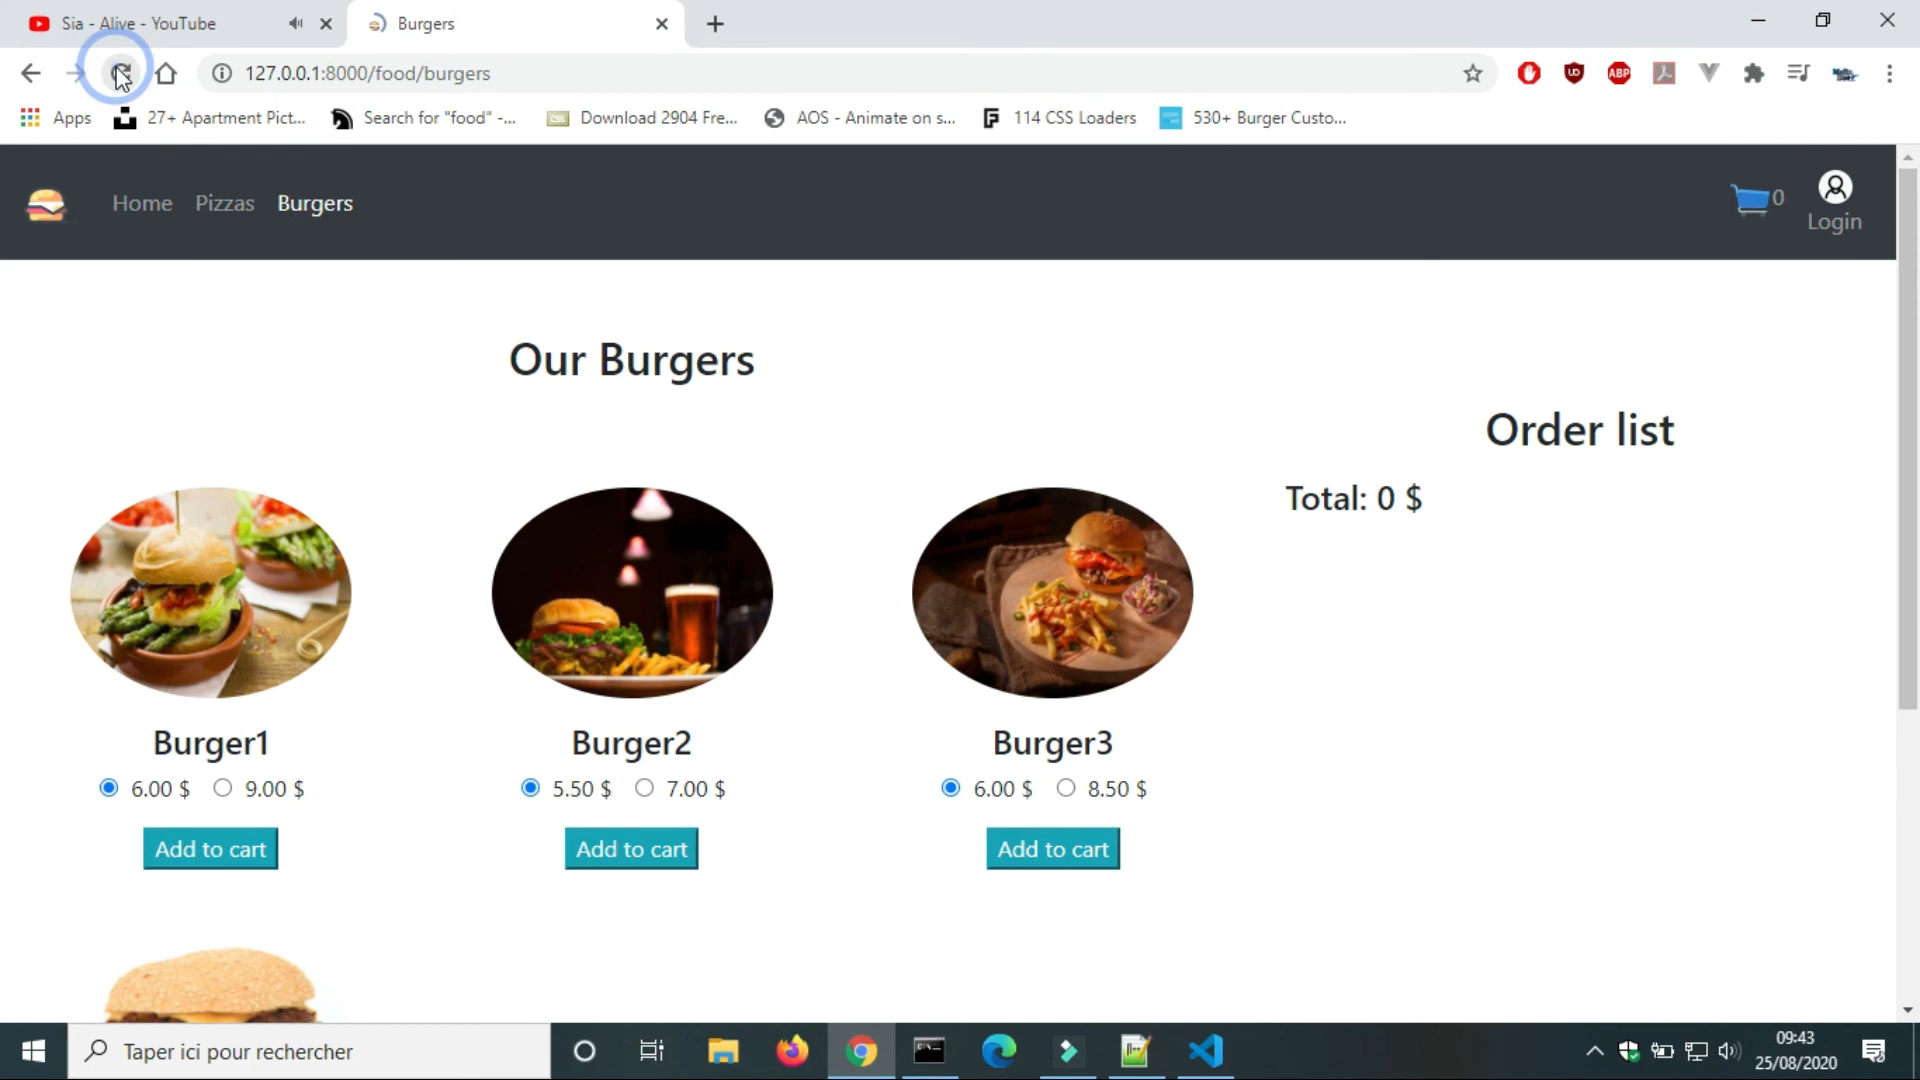 Sia - Alive - YouTube
Burgers
127.0.0.1:8000/food/burgers
ABP
Apps
27+ Apartment Pict...
Search for "food" -...
CSS
Download 2904 Fre...
AOS - Animate on s...
114 CSS Loaders
530+ Burger Custo...
Home
Pizzas
Burgers
0
Login
Our Burgers
Order list
Total: 0 $
Burger1
6.00 $
9.00 $
Add to cart
Burger2
5.50 $
7.00 $
Add to cart
Burger3
6.00 $
8.50 $
Add to cart
Taper ici pour rechercher
09:43
25/08/2020